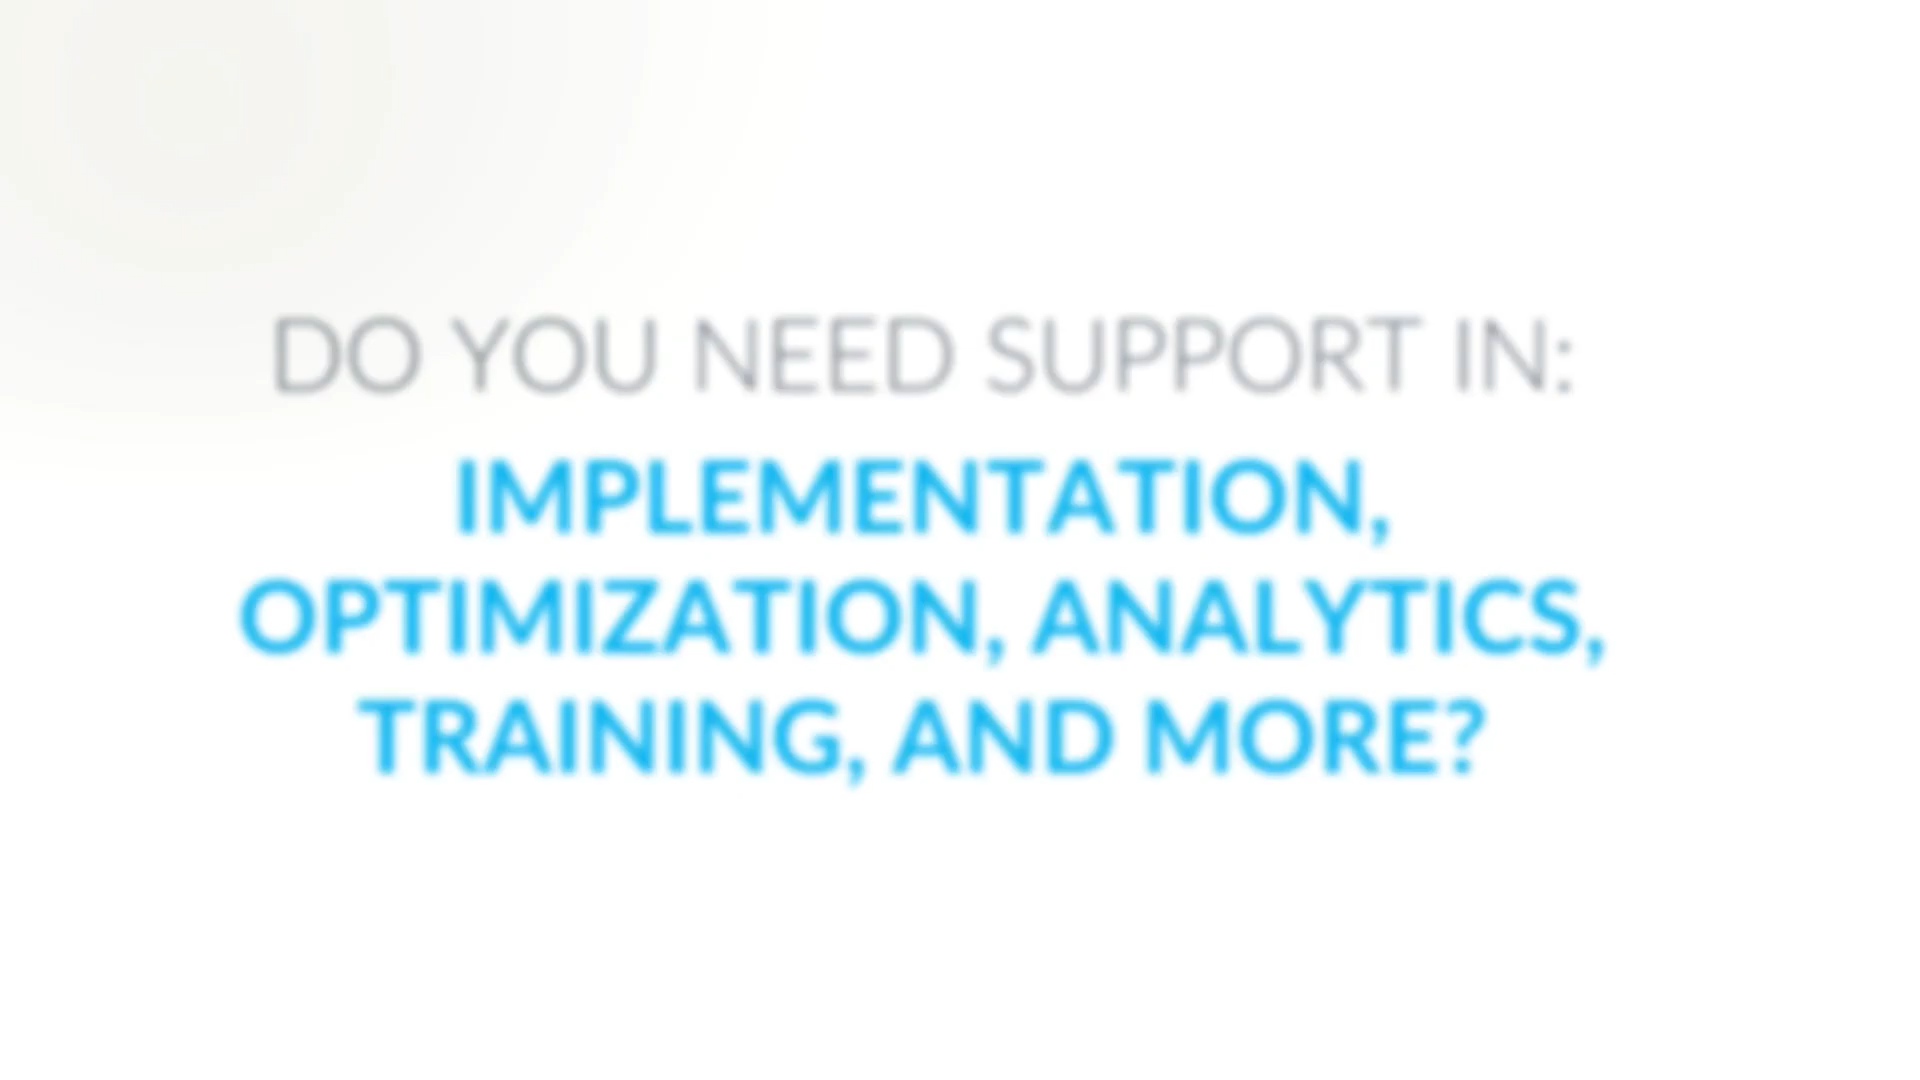 DO YOU NEED SUPPORT IN:
IMPLEMENTATION,
OPTIMIZATION, ANALYTICS,
TRAINING, AND MORE?